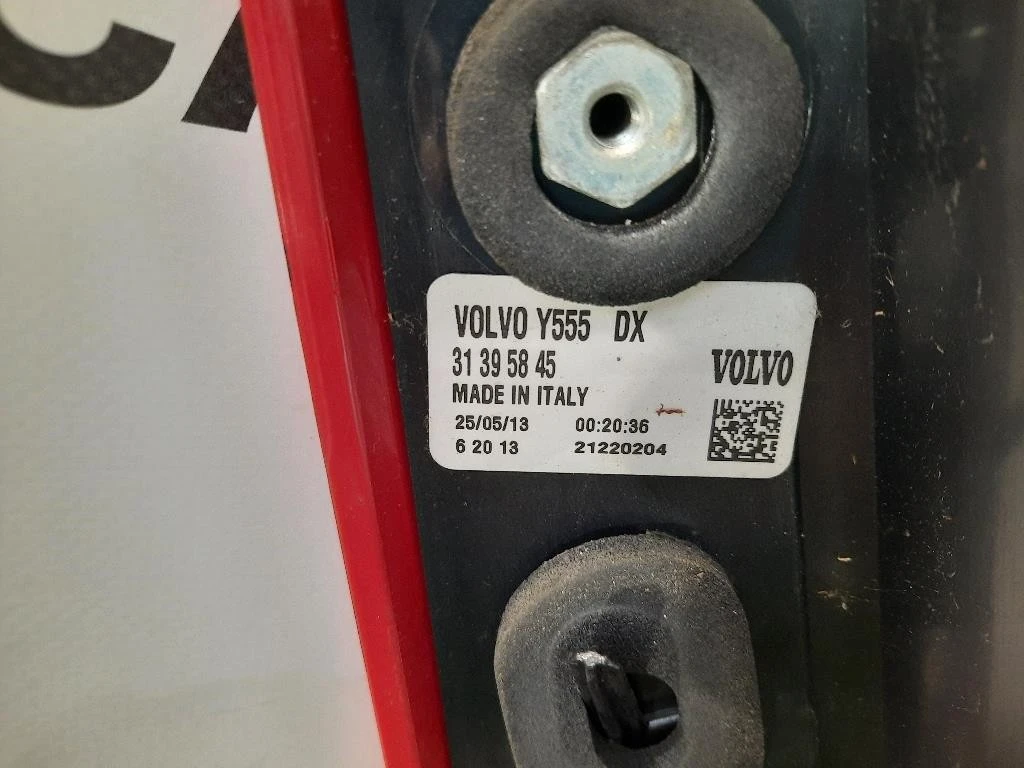 VOLVO Y555 DX
31 39 58 45
VOLVO
MADE IN ITALY
25/05/13 00:20:36
6 20 13 21220204